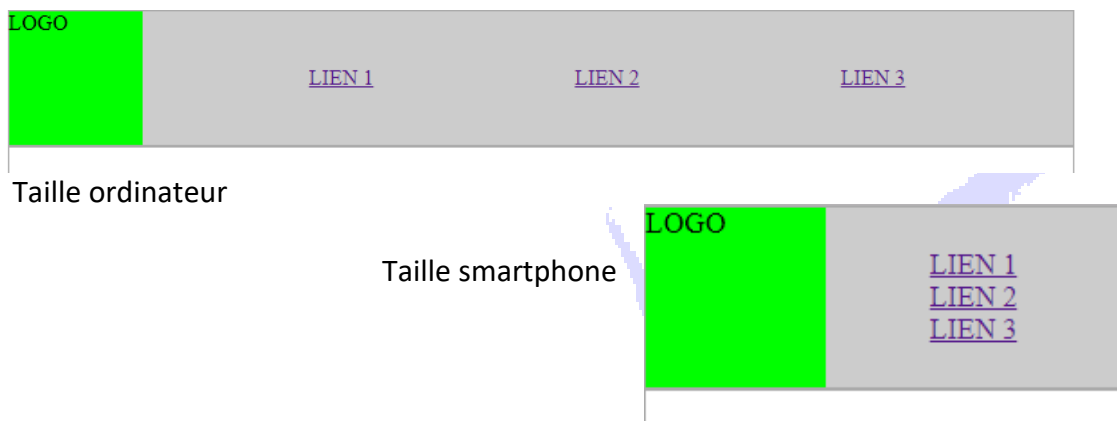 LOGO
LIEN 1 LIEN 2 LIEN 3
Taille ordinateur
LOGO
Taille smartphone
LIEN 1
LIEN 2
LIEN 3